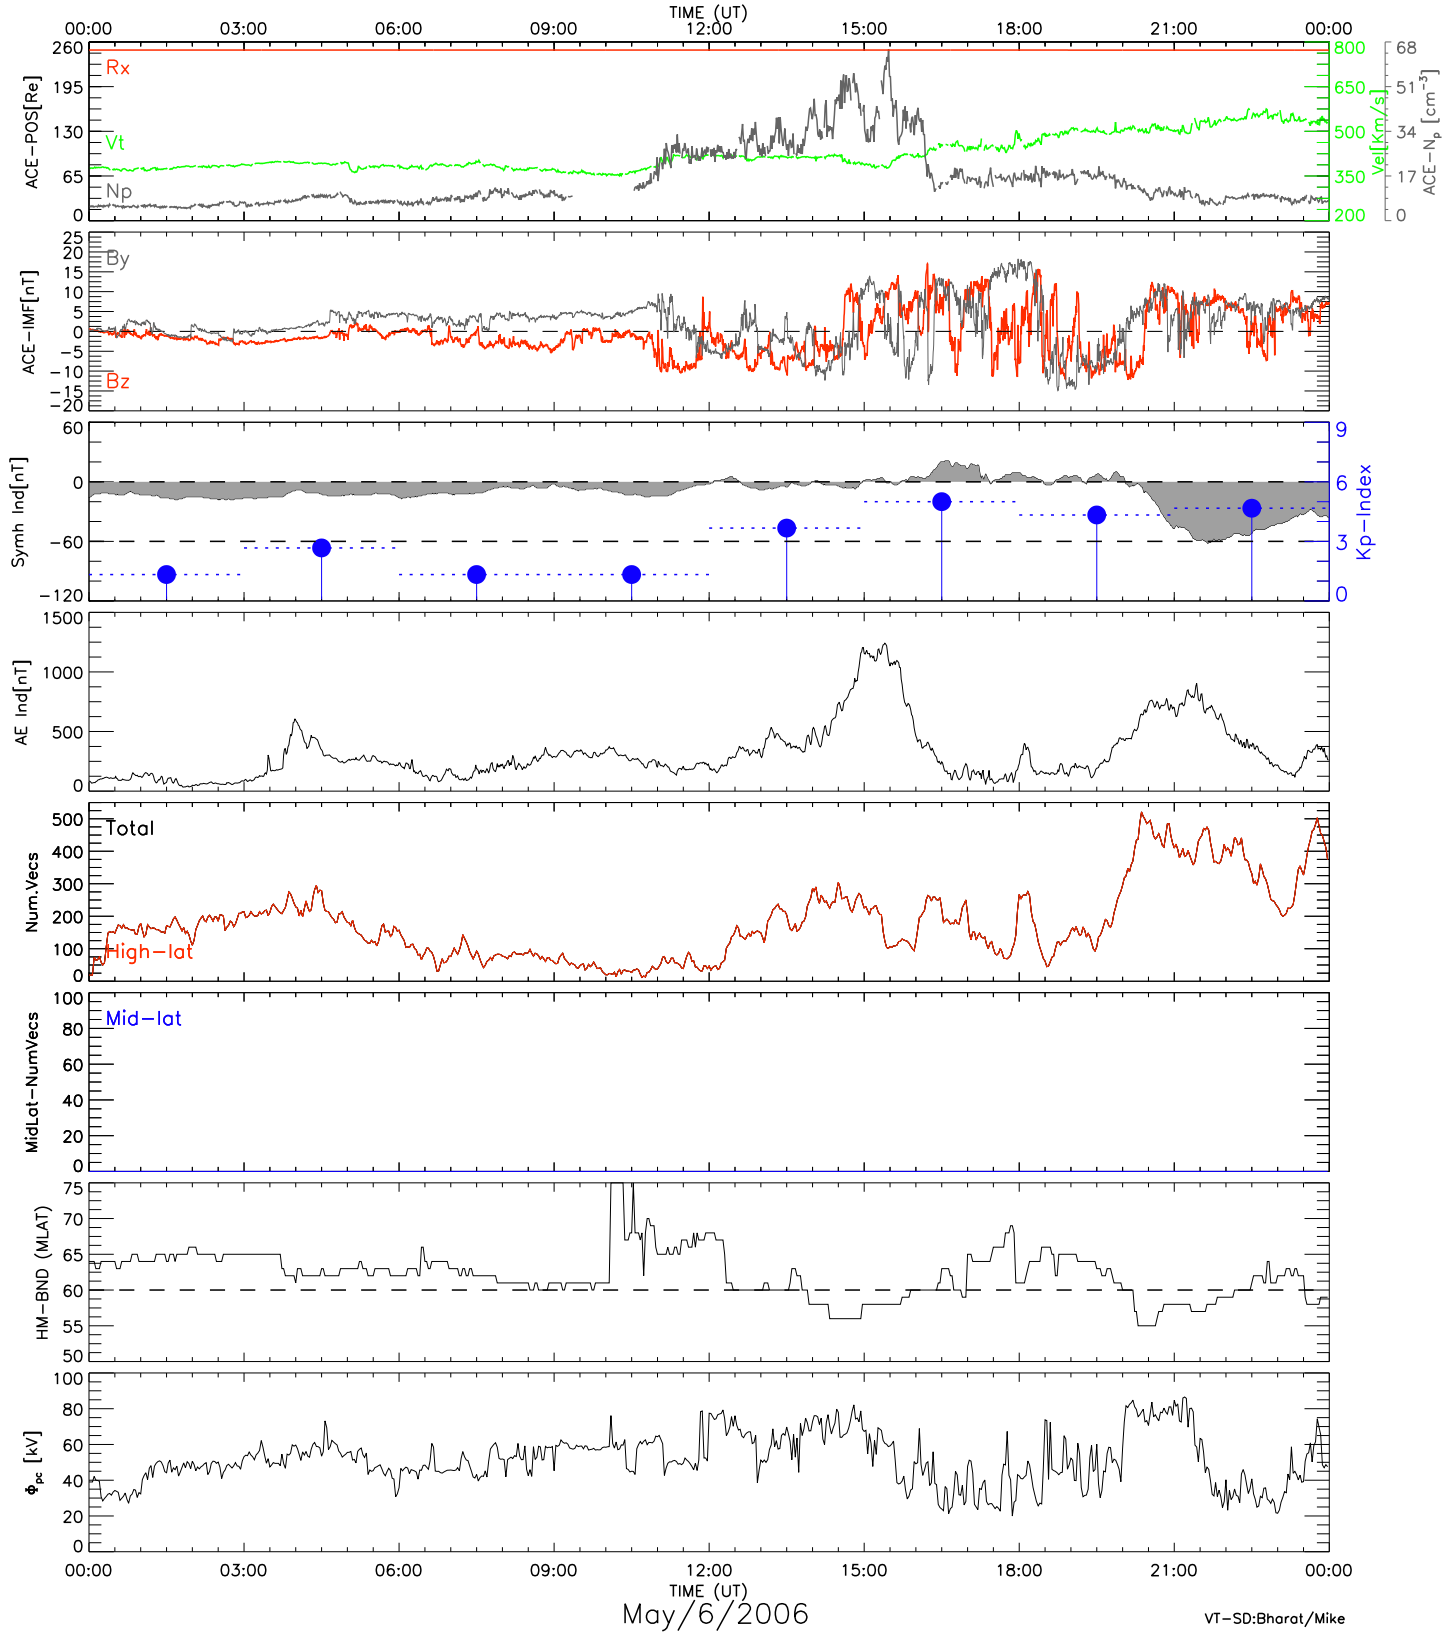 TIME (UT)
00:00 03:00 06:00 09:00 12:00 15:00 18:00 21:00 00:00
ACE-POS[Re]
260
195
130
65
0
Rx
Vt
Np
800
650
500
350
200
Vel[Km/s]
68
51
34
17
0
ACE-Np [cm-3]
ACE-IMF[nT]
25
20
15
10
5
0
-5
-10
-15
-20
By
Bz
Symh Ind[nT]
60
0
-60
-120
9
6
3
0
Kp-Index
AE Ind[nT]
1500
1000
500
0
Num.Vecs
500
400
300
200
100
0
Total
High-lat
MidLat-NumVecs
100
80
60
40
20
0
Mid-lat
HM-BND (MLAT)
75
70
65
60
55
50
Φpc [kV]
100
80
60
40
20
0
00:00 03:00 06:00 09:00 12:00 15:00 18:00 21:00 00:00
TIME (UT)
May/6/2006
VT-SD:Bharat/Mike